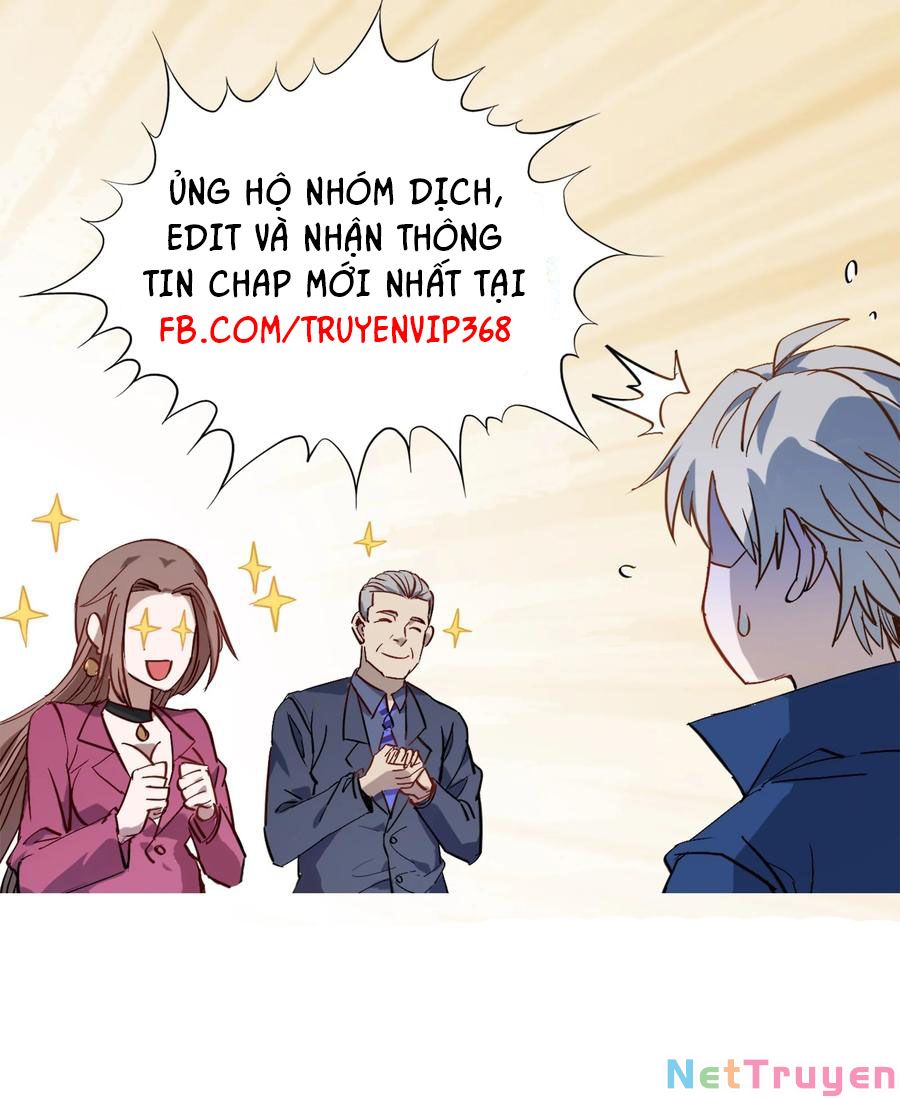 ỦNG HỘ NHÓM DỊCH,
EDIT VÀ NHẬN THÔNG
TIN CHAP MỚI NHẤT TẠI
FB.COM/TRUYENVIP368
NetTruyen